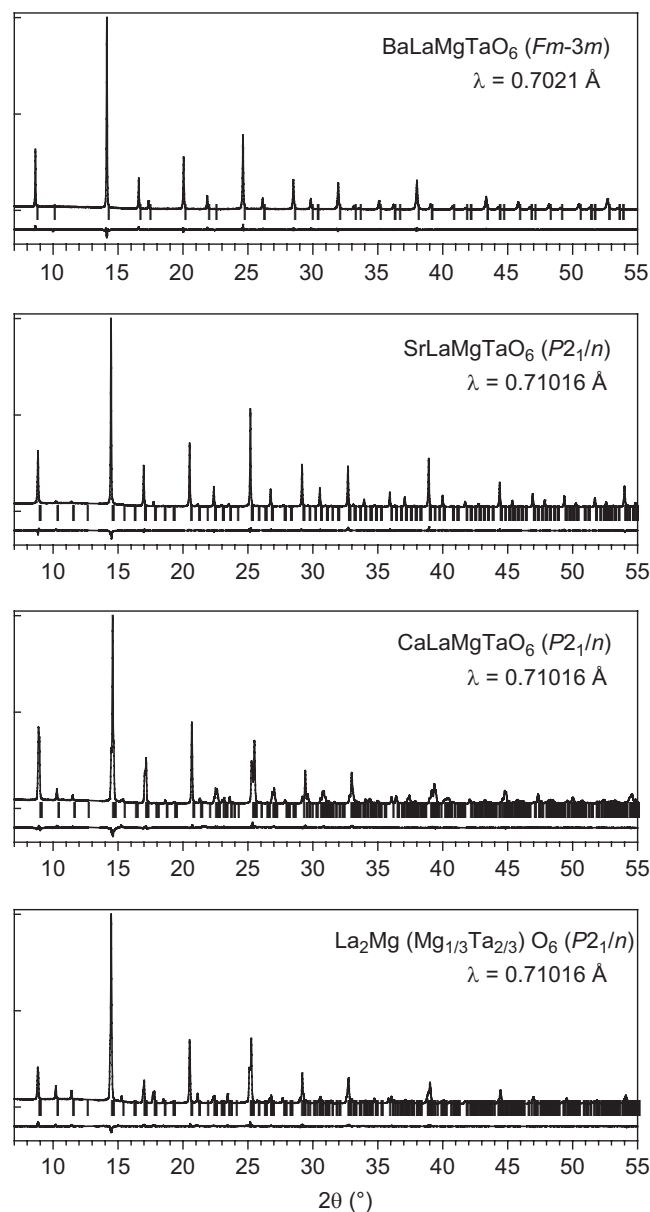 BaLaMgTaO₆ (Fm-3m)
λ = 0.7021 Å
10 15 20 25 30 35 40 45 50 55
SrLaMgTaO₆ (P2₁/n)
λ = 0.71016 Å
10 15 20 25 30 35 40 45 50 55
CaLaMgTaO₆ (P2₁/n)
λ = 0.71016 Å
10 15 20 25 30 35 40 45 50 55
La₂Mg (Mg₁/₃Ta₂/₃) O₆ (P2₁/n)
λ = 0.71016 Å
10 15 20 25 30 35 40 45 50 55
2θ (°)